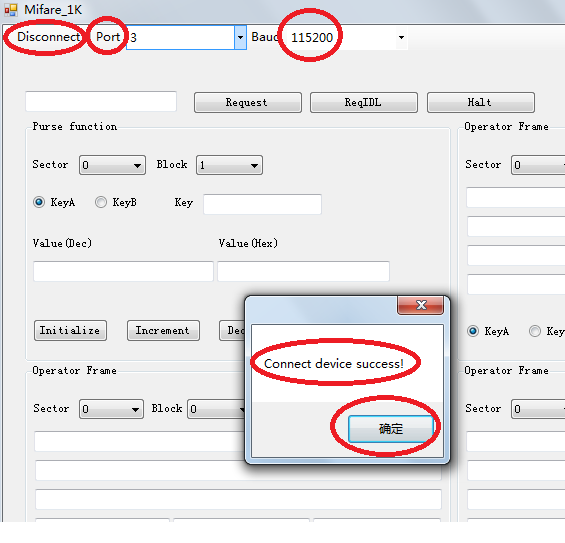 Mifare_1K
Disconnect Port 3 Baud 115200
Request ReqIDL Halt
Purse function Operator Frame
Sector 0 Block 1 Sector 0
KeyA KeyB Key
Value(Dec) Value(Hex)
Initialize Increment KeyA Key
Connect device success!
Operator Frame Operator Frame
Sector 0 Block 0 Sector 0
确定